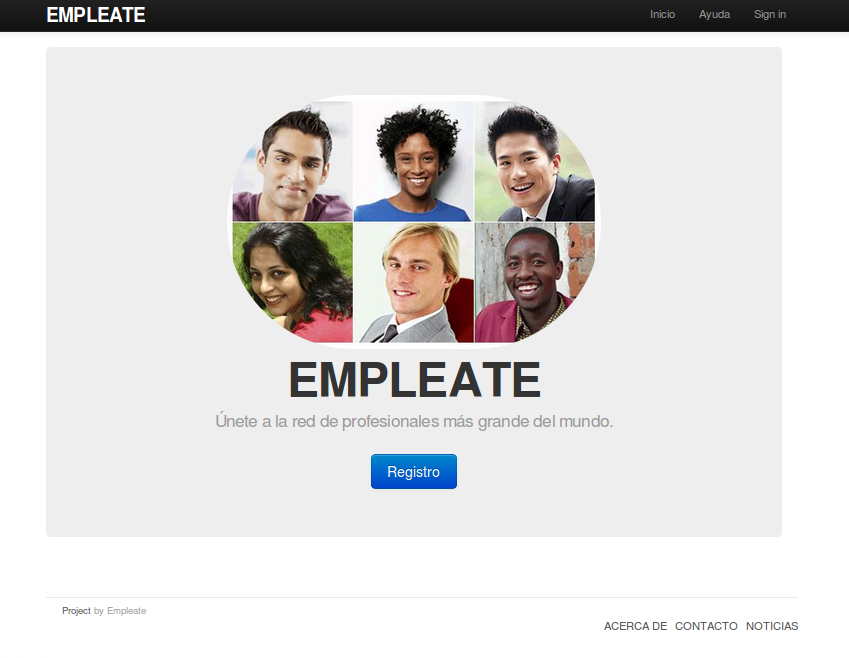 EMPLEATE
Inicio Ayuda Sign in
EMPLEATE
Únete a la red de profesionales más grande del mundo.
Registro
Project by Empleate
ACERCA DE CONTACTO NOTICIAS